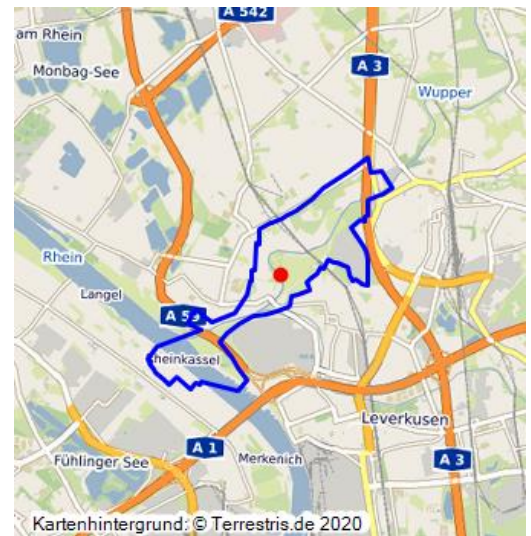 A 542
am Rhein
A 3
Monbag-See
Wupper
Rhein
Langel
A 59
Rheinkassel
Leverkusen
A 1
A 3
Fühlinger See
Merkenich
Kartenhintergrund: © Terrestris.de 2020